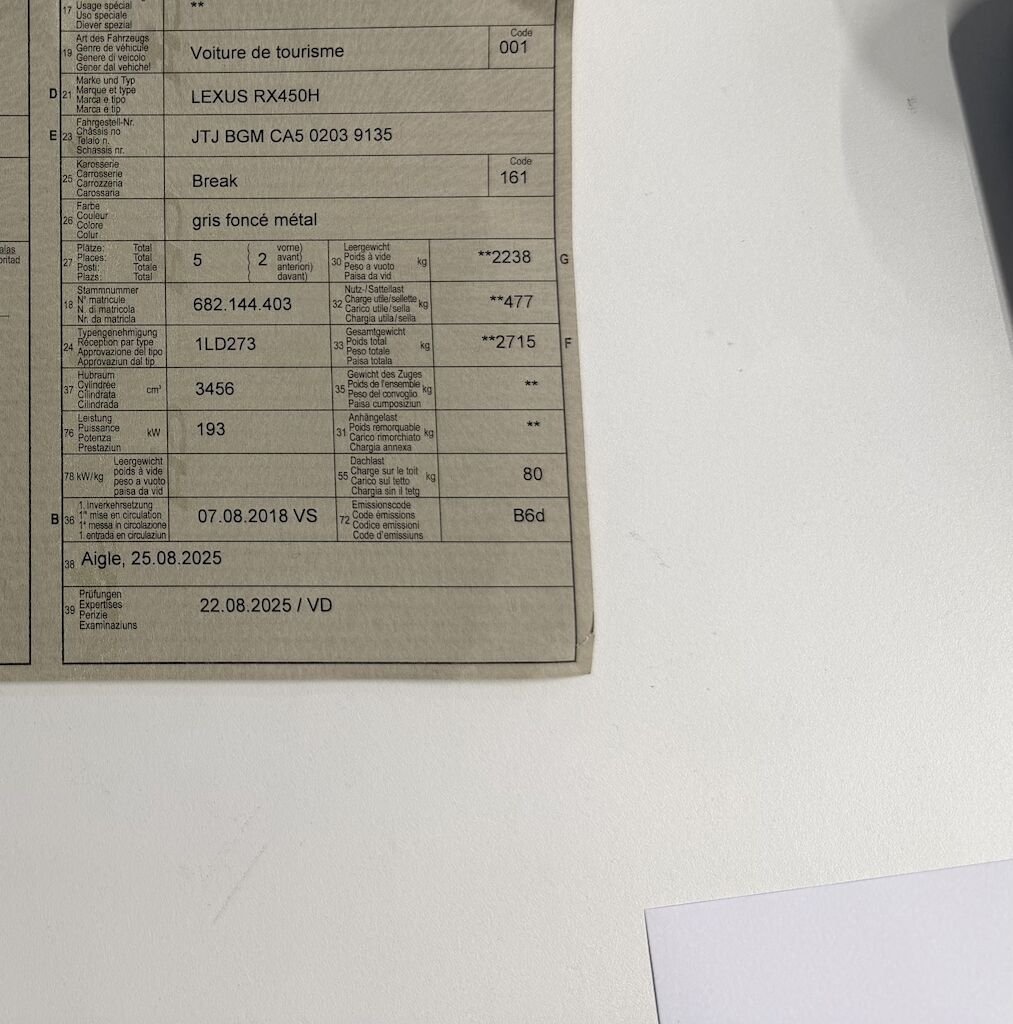 17 Usage spécial **
Uso speciale
Diever spezial
Art des Fahrzeugs
19 Genre de véhicule Voiture de tourisme Code 001
Genere di veicolo
Gener dal vehichel
Marke und Typ
D 21 Marque et type LEXUS RX450H
Marca e tipo
Marca e tip
Fahrgestell-Nr.
E 23 Châssis no JTJ BGM CA5 0203 9135
Telaio n.
Schassis nr.
Karosserie
25 Carrosserie Break Code 161
Carrozzeria
Carossaria
Farbe
26 Couleur gris foncé métal
Colore
Colur
27 Plätze: Total 5 ( 2 vorne)
Places: Total avant)
Posti: Totale anteriori)
Plazs: Total davant)
30 Leergewicht kg **2238 G
Poids à vide
Peso a vuoto
Paisa da vid
Stammnummer
18 N° matricule 682.144.403
N. di matricola
Nr. da matricla
Nutz-/Sattellast
32 Charge utile/sellette kg **477
Carico utile/sella
Chargia utila/sella
Typengenehmigung
24 Réception par type 1LD273
Approvazione del tipo
Approvaziun dal tip
Gesamtgewicht
33 Poids total kg **2715 F
Peso totale
Paisa totala
Hubraum
37 Cylindrée cm³ 3456
Cilindrata
Cilindrada
Gewicht des Zuges
35 Poids de l'ensemble kg **
Peso del convoglio
Paisa cumposiziun
Leistung
76 Puissance kW 193
Potenza
Prestaziun
Anhängelast
31 Poids remorquable kg **
Carico rimorchiato
Chargia annexa
Leergewicht
78 kW/kg poids à vide
peso a vuoto
paisa da vid
Dachlast
55 Charge sur le toit kg 80
Carico sul tetto
Chargia sin il tetg
1. Inverkehrsetzung
B 36 1re mise en circulation 07.08.2018 VS
1a messa in circolazione
1. entrada en circulaziun
Emissionscode
72 Code émissions B6d
Codice emissioni
Code d'emissiuns
38 Aigle, 25.08.2025
Prüfungen
39 Expertises 22.08.2025 / VD
Perizie
Examinaziuns